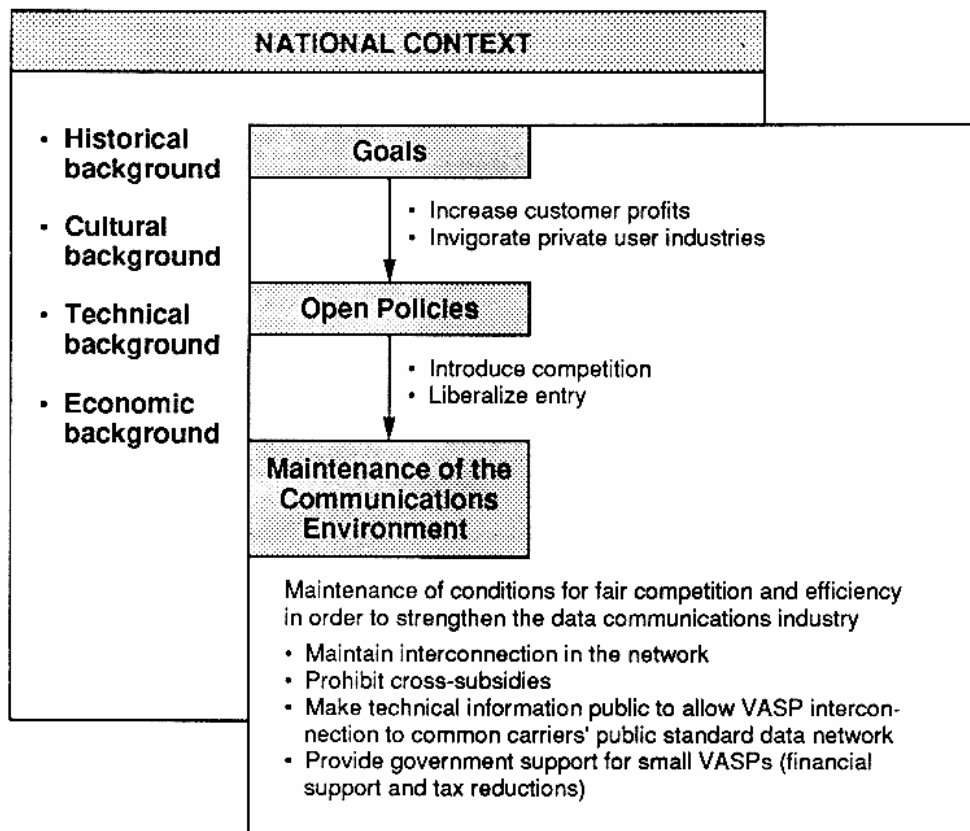 NATIONAL CONTEXT
• Historical
background
• Cultural
background
• Technical
background
• Economic
background
Goals
• Increase customer profits
• Invigorate private user industries
Open Policies
• Introduce competition
• Liberalize entry
Maintenance of the
Communications
Environment
Maintenance of conditions for fair competition and efficiency
in order to strengthen the data communications industry
• Maintain interconnection in the network
• Prohibit cross-subsidies
• Make technical information public to allow VASP intercon-
nection to common carriers' public standard data network
• Provide government support for small VASPs (financial
support and tax reductions)